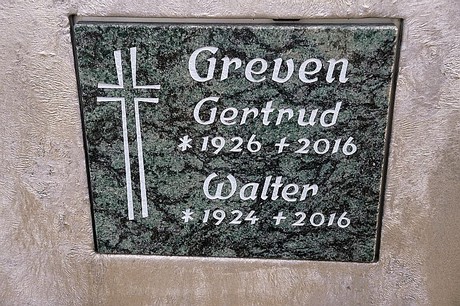 Greven
Gertrud
* 1926 + 2016
Walter
* 1924 + 2016